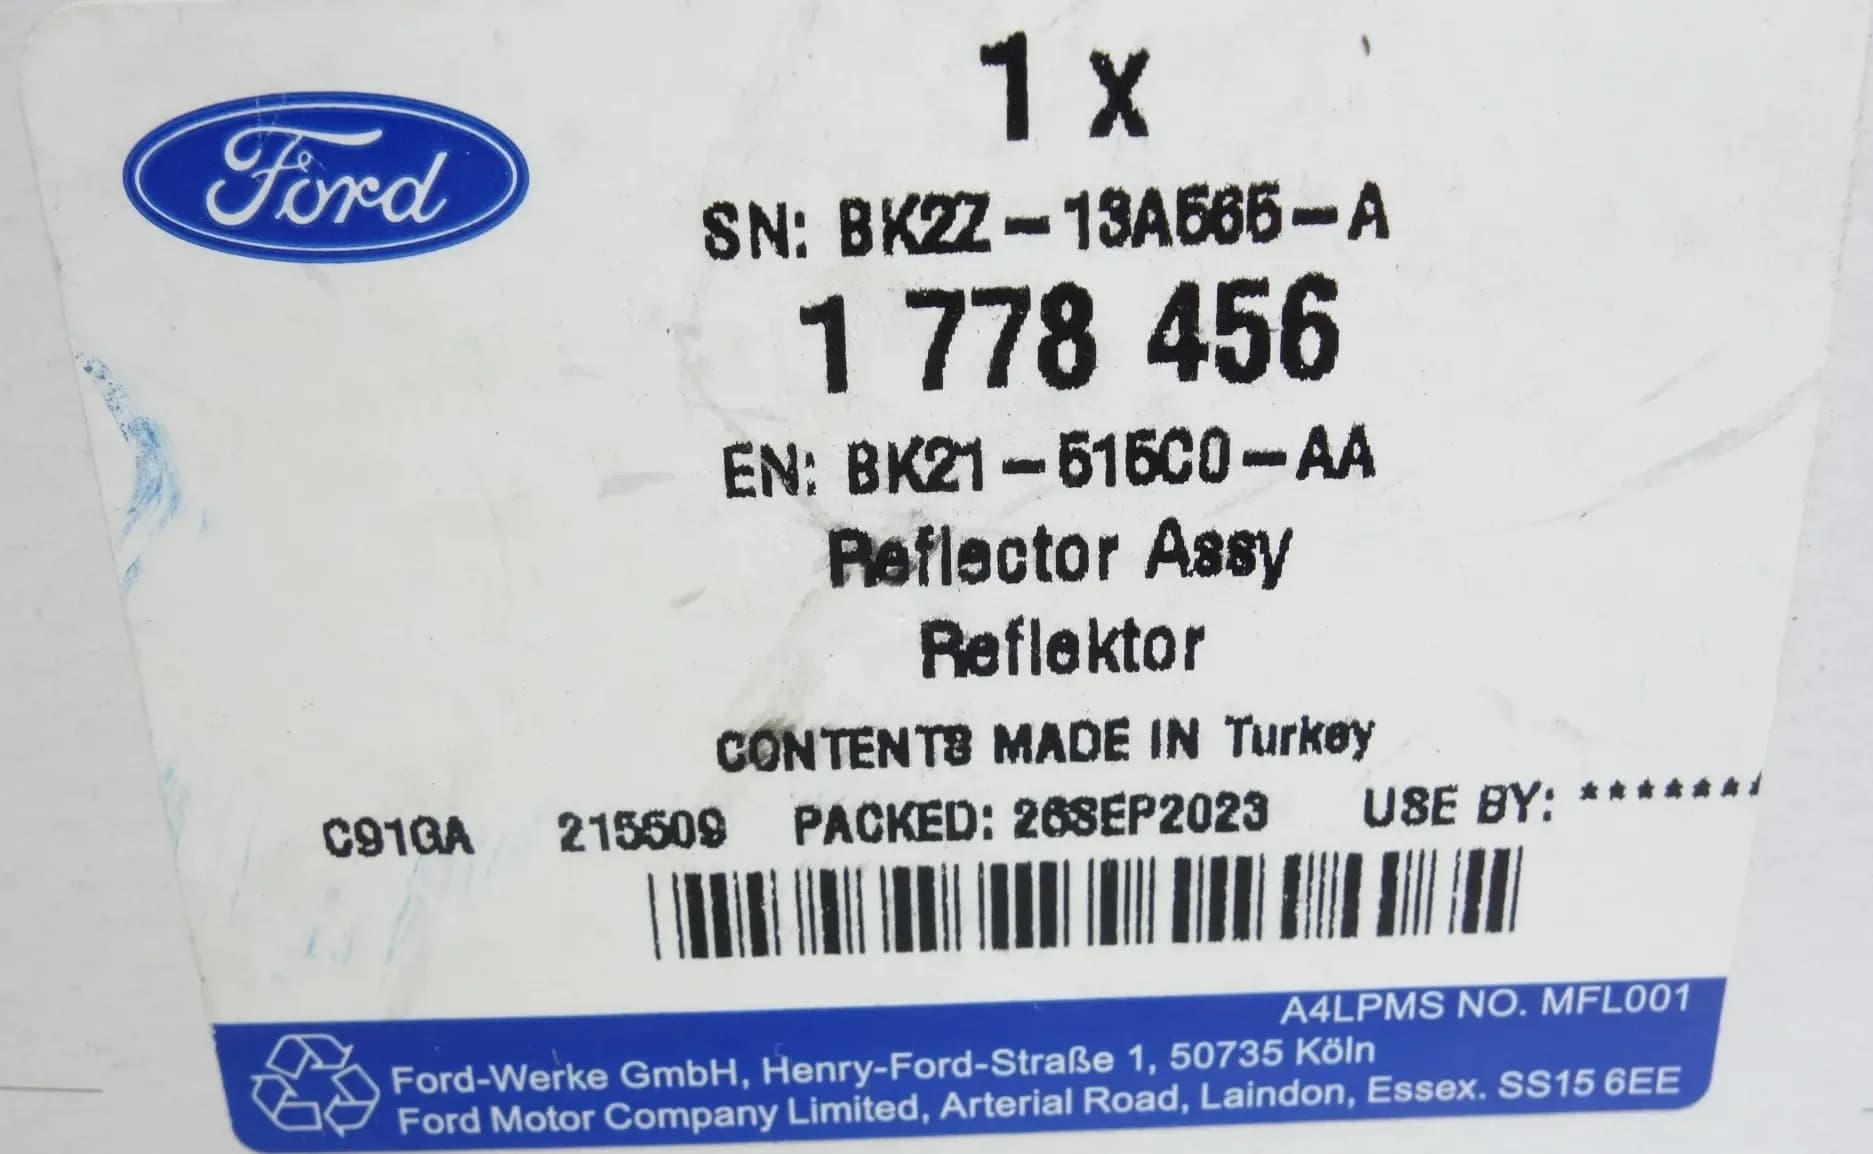 Ford
1 x
SN: BK2Z-13A565-A
1 778 456
EN: BK21-515C0-AA
Reflector Assy
Reflektor
CONTENTS MADE IN Turkey
C91GA 215509 PACKED: 26SEP2023 USE BY: *******
A4LPMS NO. MFL001
Ford-Werke GmbH, Henry-Ford-Straße 1, 50735 Köln
Ford Motor Company Limited, Arterial Road, Laindon, Essex. SS15 6EE